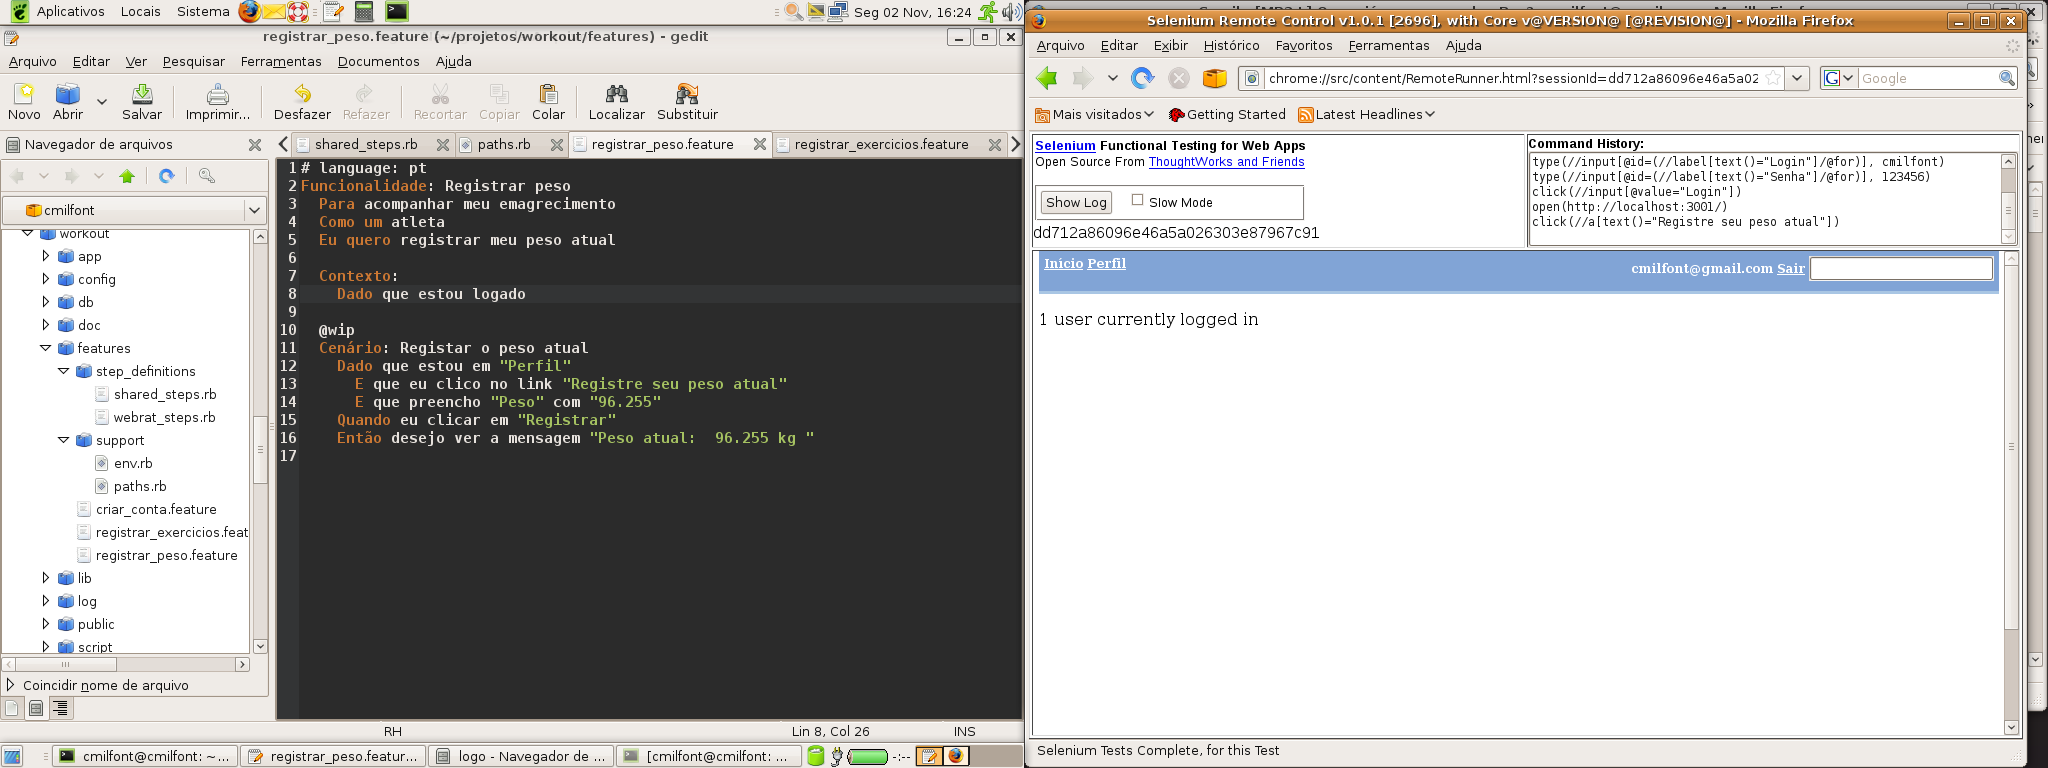 Aplicativos Locais Sistema Seg 02 Nov, 16:24
registrar_peso.feature (~/projetos/workout/features) - gedit
Arquivo Editar Ver Pesquisar Ferramentas Documentos Ajuda
Novo Abrir Salvar Imprimir... Desfazer Refazer Recortar Copiar Colar Localizar Substituir
Navegador de arquivos
shared_steps.rb paths.rb registrar_peso.feature registrar_exercicios.feature
cmilfont
workout
app
config
db
doc
features
step_definitions
shared_steps.rb
webrat_steps.rb
support
env.rb
paths.rb
criar_conta.feature
registrar_exercicios.feat
registrar_peso.feature
lib
log
public
script
Coincidir nome de arquivo
1 # language: pt
2 Funcionalidade: Registrar peso
3 Para acompanhar meu emagrecimento
4 Como um atleta
5 Eu quero registrar meu peso atual
6
7 Contexto:
8 Dado que estou logado
9
10 @wip
11 Cenário: Registar o peso atual
12 Dado que estou em "Perfil"
13 E que eu clico no link "Registre seu peso atual"
14 E que preencho "Peso" com "96.255"
15 Quando eu clicar em "Registrar"
16 Então desejo ver a mensagem "Peso atual:  96.255 kg "
17
RH Lin 8, Col 26 INS
cmilfont@cmilfont: ~... registrar_peso.featur... logo - Navegador de ... [cmilfont@cmilfont: ... -:--
Selenium Remote Control v1.0.1 [2696], with Core v@VERSION@ [@REVISION@] - Mozilla Firefox
Arquivo Editar Exibir Histórico Favoritos Ferramentas Ajuda
chrome://src/content/RemoteRunner.html?sessionId=dd712a86096e46a5a02 Google
Mais visitados Getting Started Latest Headlines
Selenium Functional Testing for Web Apps
Open Source From ThoughtWorks and Friends
Show Log Slow Mode
dd712a86096e46a5a026303e87967c91
Command History:
type(//input[@id=(//label[text()="Login"]/@for)], cmilfont)
type(//input[@id=(//label[text()="Senha"]/@for)], 123456)
click(//input[@value="Login"])
open(http://localhost:3001/)
click(//a[text()="Registre seu peso atual"])
Início Perfil cmilfont@gmail.com Sair
1 user currently logged in
Selenium Tests Complete, for this Test